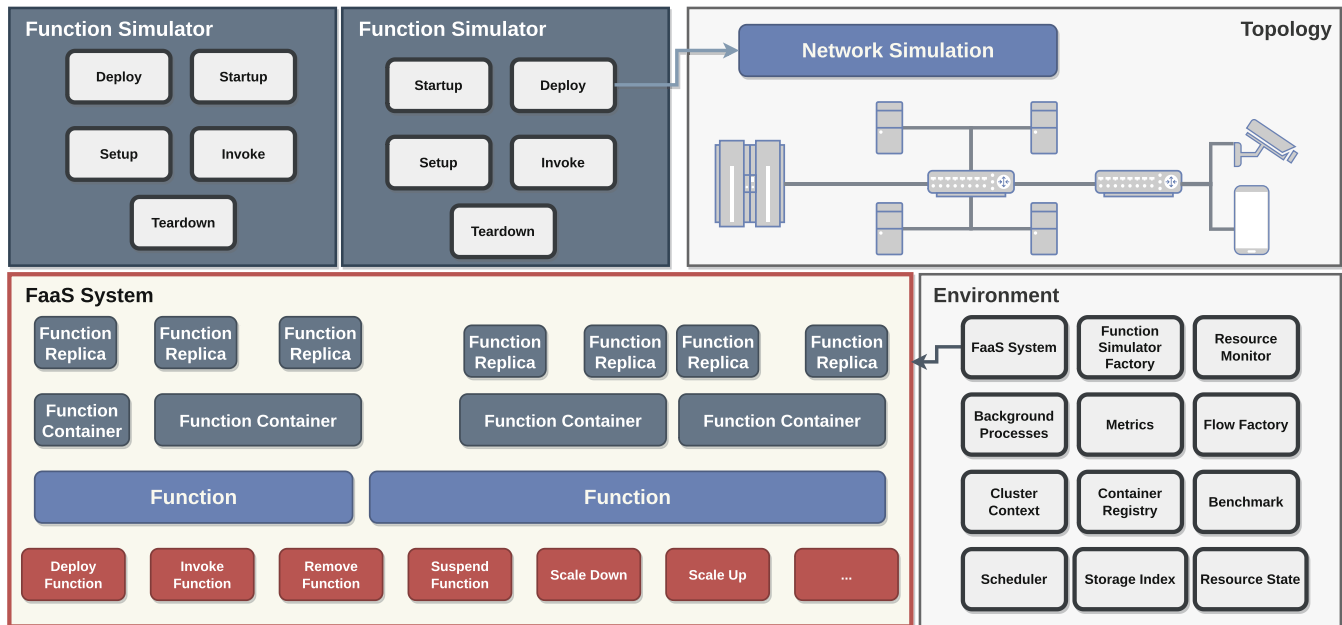 Function Simulator
Deploy
Startup
Setup
Invoke
Teardown
Function Simulator
Startup
Deploy
Setup
Invoke
Teardown
Topology
Network Simulation
FaaS System
Function
Replica
Function
Replica
Function
Replica
Function
Replica
Function
Replica
Function
Replica
Function
Replica
Function
Container
Function Container
Function Container
Function Container
Function
Function
Deploy
Function
Invoke
Function
Remove
Function
Suspend
Function
Scale Down
Scale Up
...
Environment
FaaS System
Function
Simulator
Factory
Resource
Monitor
Background
Processes
Metrics
Flow Factory
Cluster
Context
Container
Registry
Benchmark
Scheduler
Storage Index
Resource State